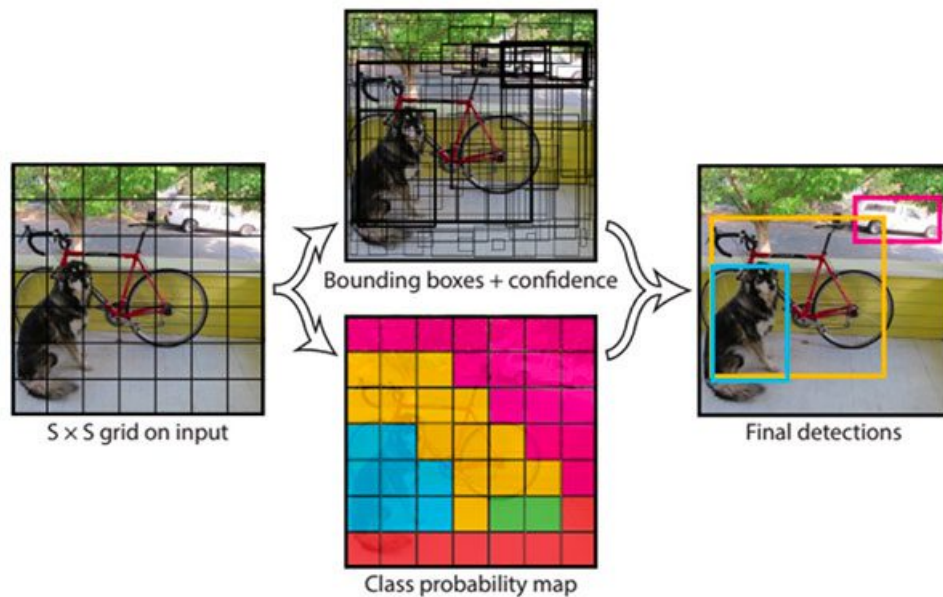 S × S grid on input
Bounding boxes + confidence
Class probability map
Final detections